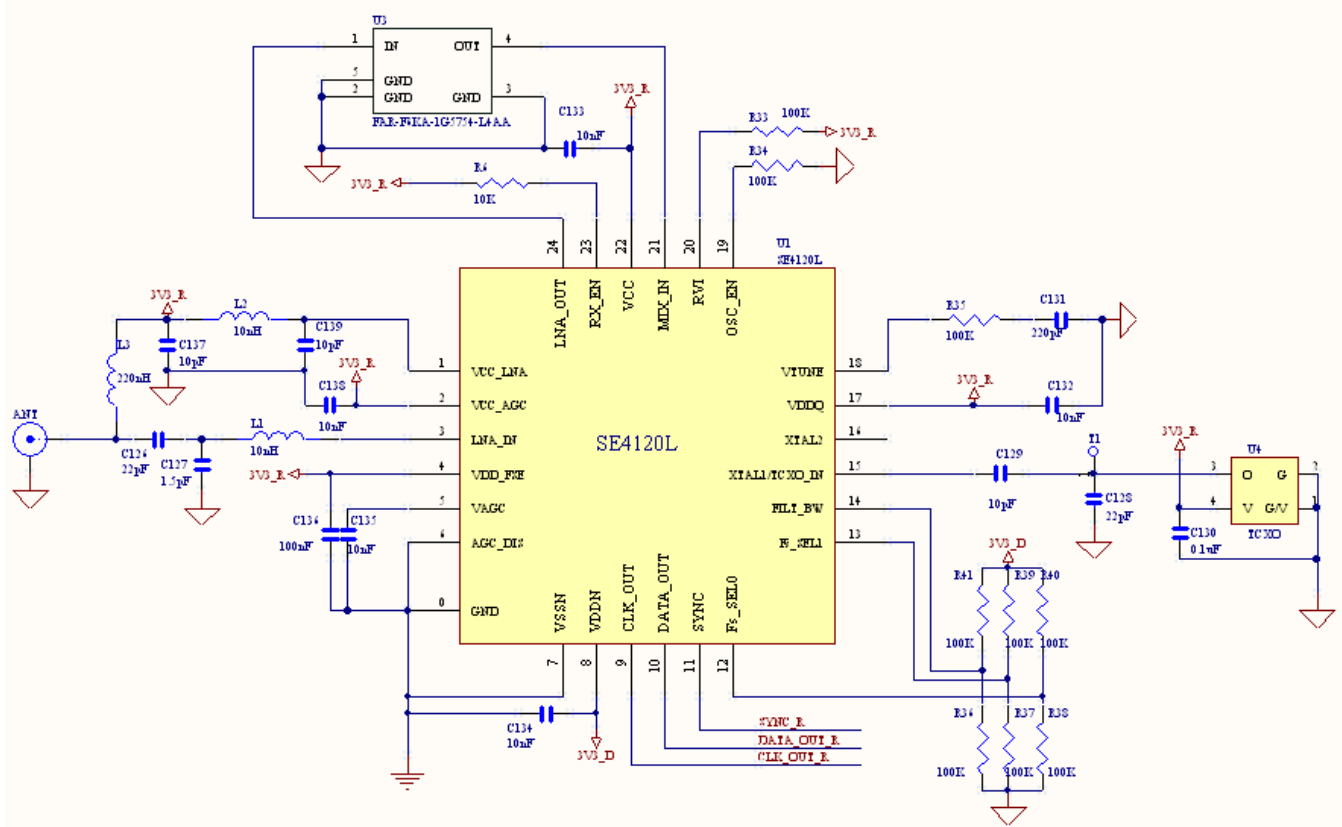 U3
1 IN OUT 4
5 GND
2 GND GND 3
FAR-F6KA-1G5754-L4AA
C133
10nF
3V3_R
R33 100K
3V3_R
R34
100K
3V3_R
R6
10K
24 23 22 21 20 19
LNA_OUT
RX_EN
VCC
MIX_IN
RVI
OSC_EN
U1
SE4120L
SE4120L
3V3_R
L2
10nH
L3
220nH
C137
10pF
C139
10pF
3V3_R
C138
10nF
ANT
C126
22pF
C127
1.5pF
L1
10nH
3V3_R
C136
100nF
C135
10nF
1 VCC_LNA
2 VCC_AGC
3 LNA_IN
4 VDD_FXE
5 VAGC
6 AGC_DIS
0 GND
VTUNE 18
VDDQ 17
XTAL2 16
XTAL1/TCXO_IN 15
FILT_BW 14
Fs_SEL1 13
VSSN
VDDN
CLK_OUT
DATA_OUT
SYNC
Fs_SEL0
7 8 9 10 11 12
R35
100K
C131
220pF
3V3_R
C132
10nF
C129
10pF
T1
C128
22pF
3V3_R
U4
3 O G 2
4 V G/V 1
TCXO
C130
0.1uF
3V3_D
R41 R39 R40
100K 100K 100K
R36 R37 R38
100K 100K 100K
C134
10nF
3V3_D
SYNC_R
DATA_OUT_R
CLK_OUT_R